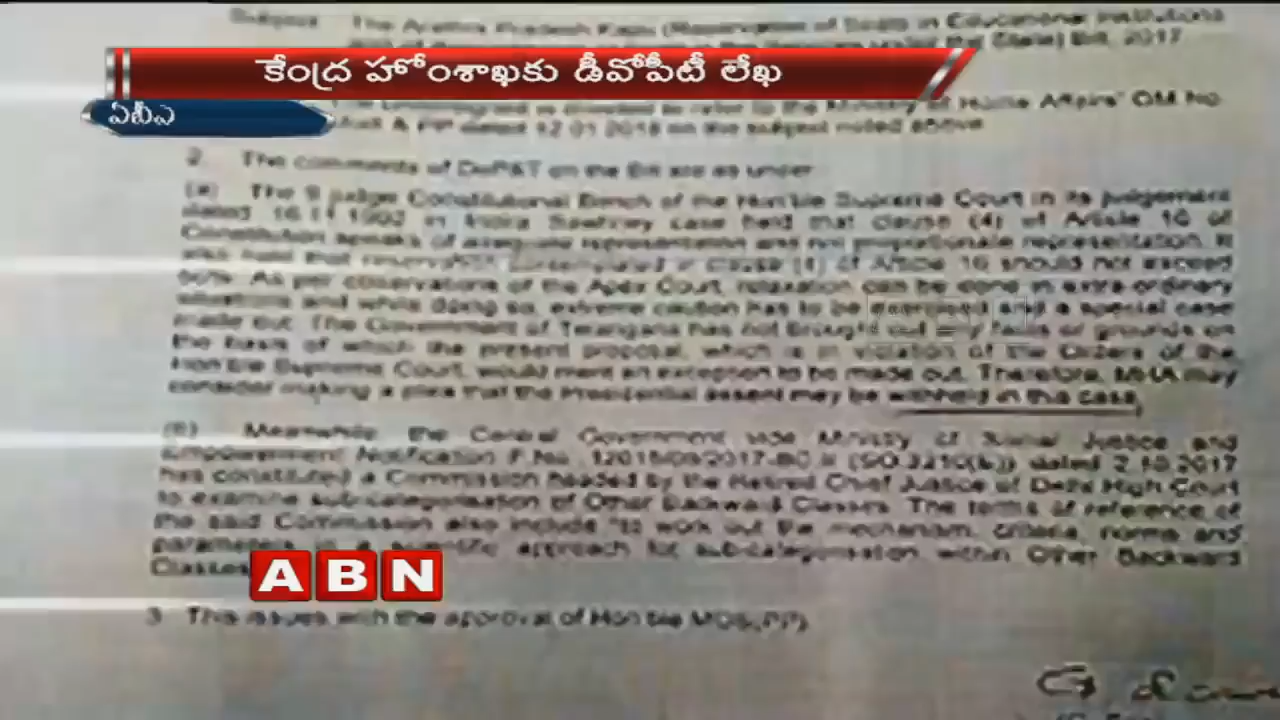 Subject The Andhra Pradesh Kapu (Reservation of Seats in Educational Institutions
under the State) Bill, 2017
కేంద్ర హోంశాఖకు డీవోపీటీ లేఖ
ఏబీఎ
is directed to refer to the Ministry of Home Affairs' OM No.
dated 12.01.2018 on the subject noted above
2. The comments of DoP&T on the Bill are as under
(a) The 9 judge Constitutional Bench of the Hon'ble Supreme Court in its judgement
dated 16.11.1992 in Indra Sawhney case held that clause (4) of Article 16 of
Constitution speaks of adequate representation and not proportionate representation. It
also held that reservation contemplated in clause (4) of Article 16 should not exceed
50%. As per observations of the Apex Court, relaxation can be done in extra-ordinary
situations and while doing so, extreme caution has to be exercised and a special case
made out. The Government of Telangana has not brought out any facts or grounds on
the basis of which the present proposal, which is in violation of the Orders of the
Hon'ble Supreme Court, would merit an exception to be made out. Therefore, MHA may
consider making a plea that the Presidential assent may be withheld in this case.
(b) Meanwhile, the Central Government vide Ministry of Social Justice and
Empowerment Notification F.No. dated 2.10.2017
has constituted a Commission headed by the Retired Chief Justice of Delhi High Court
to examine sub-categorisation of Other Backward Classes. The terms of reference of
the said Commission also include "to work out the mechanism, criteria, norms and
parameters in a scientific approach for sub-categorisation within Other Backward
Classes
ABN
3. This issues with the approval of Hon'ble MOS(PP).